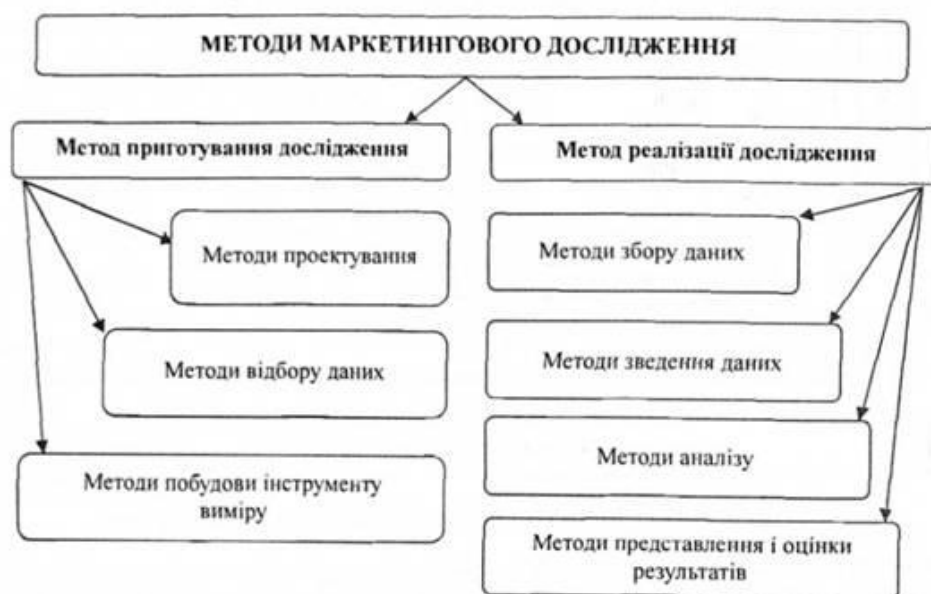 МЕТОДИ МАРКЕТИНГОВОГО ДОСЛІДЖЕННЯ
Метод приготування дослідження
Метод реалізації дослідження
Методи проектування
Методи збору даних
Методи відбору даних
Методи зведення даних
Методи побудови інструменту
виміру
Методи аналізу
Методи представлення і оцінки
результатів